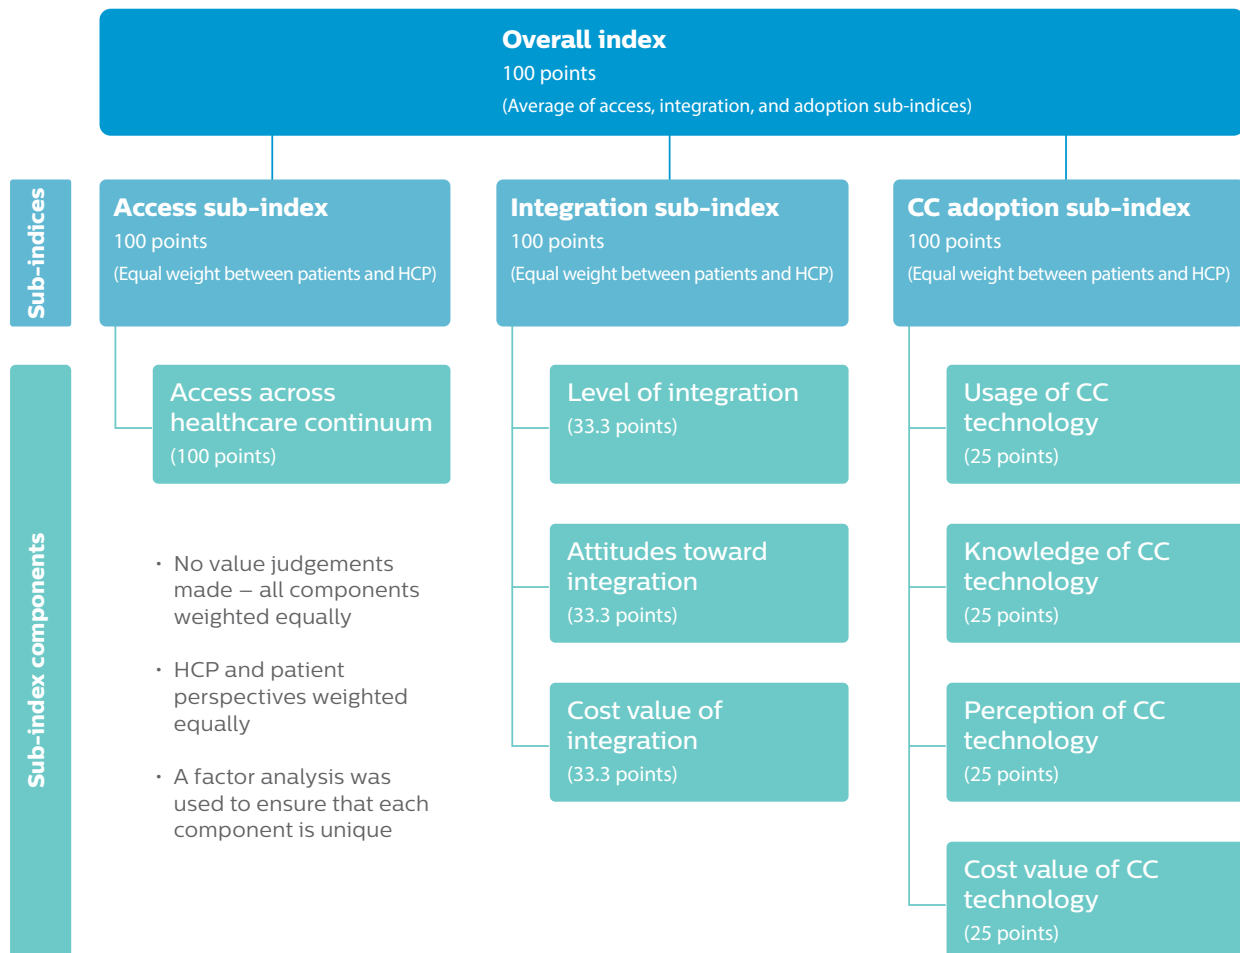 Overall index
100 points
(Average of access, integration, and adoption sub-indices)
Sub-indices
Access sub-index
100 points
(Equal weight between patients and HCP)
Integration sub-index
100 points
(Equal weight between patients and HCP)
CC adoption sub-index
100 points
(Equal weight between patients and HCP)
Sub-index components
Access across
healthcare continuum
(100 points)
• No value judgements
made – all components
weighted equally
• HCP and patient
perspectives weighted
equally
• A factor analysis was
used to ensure that each
component is unique
Level of integration
(33.3 points)
Attitudes toward
integration
(33.3 points)
Cost value of
integration
(33.3 points)
Usage of CC
technology
(25 points)
Knowledge of CC
technology
(25 points)
Perception of CC
technology
(25 points)
Cost value of CC
technology
(25 points)